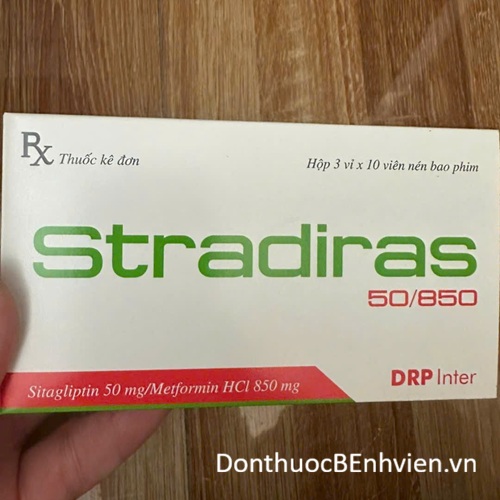 Rx Thuốc kê đơn
Hộp 3 vỉ x 10 viên nén bao phim
Stradiras
50/850
Sitagliptin 50 mg/Metformin HCl 850 mg
DRP Inter
DonthuocBEnhvien.vn